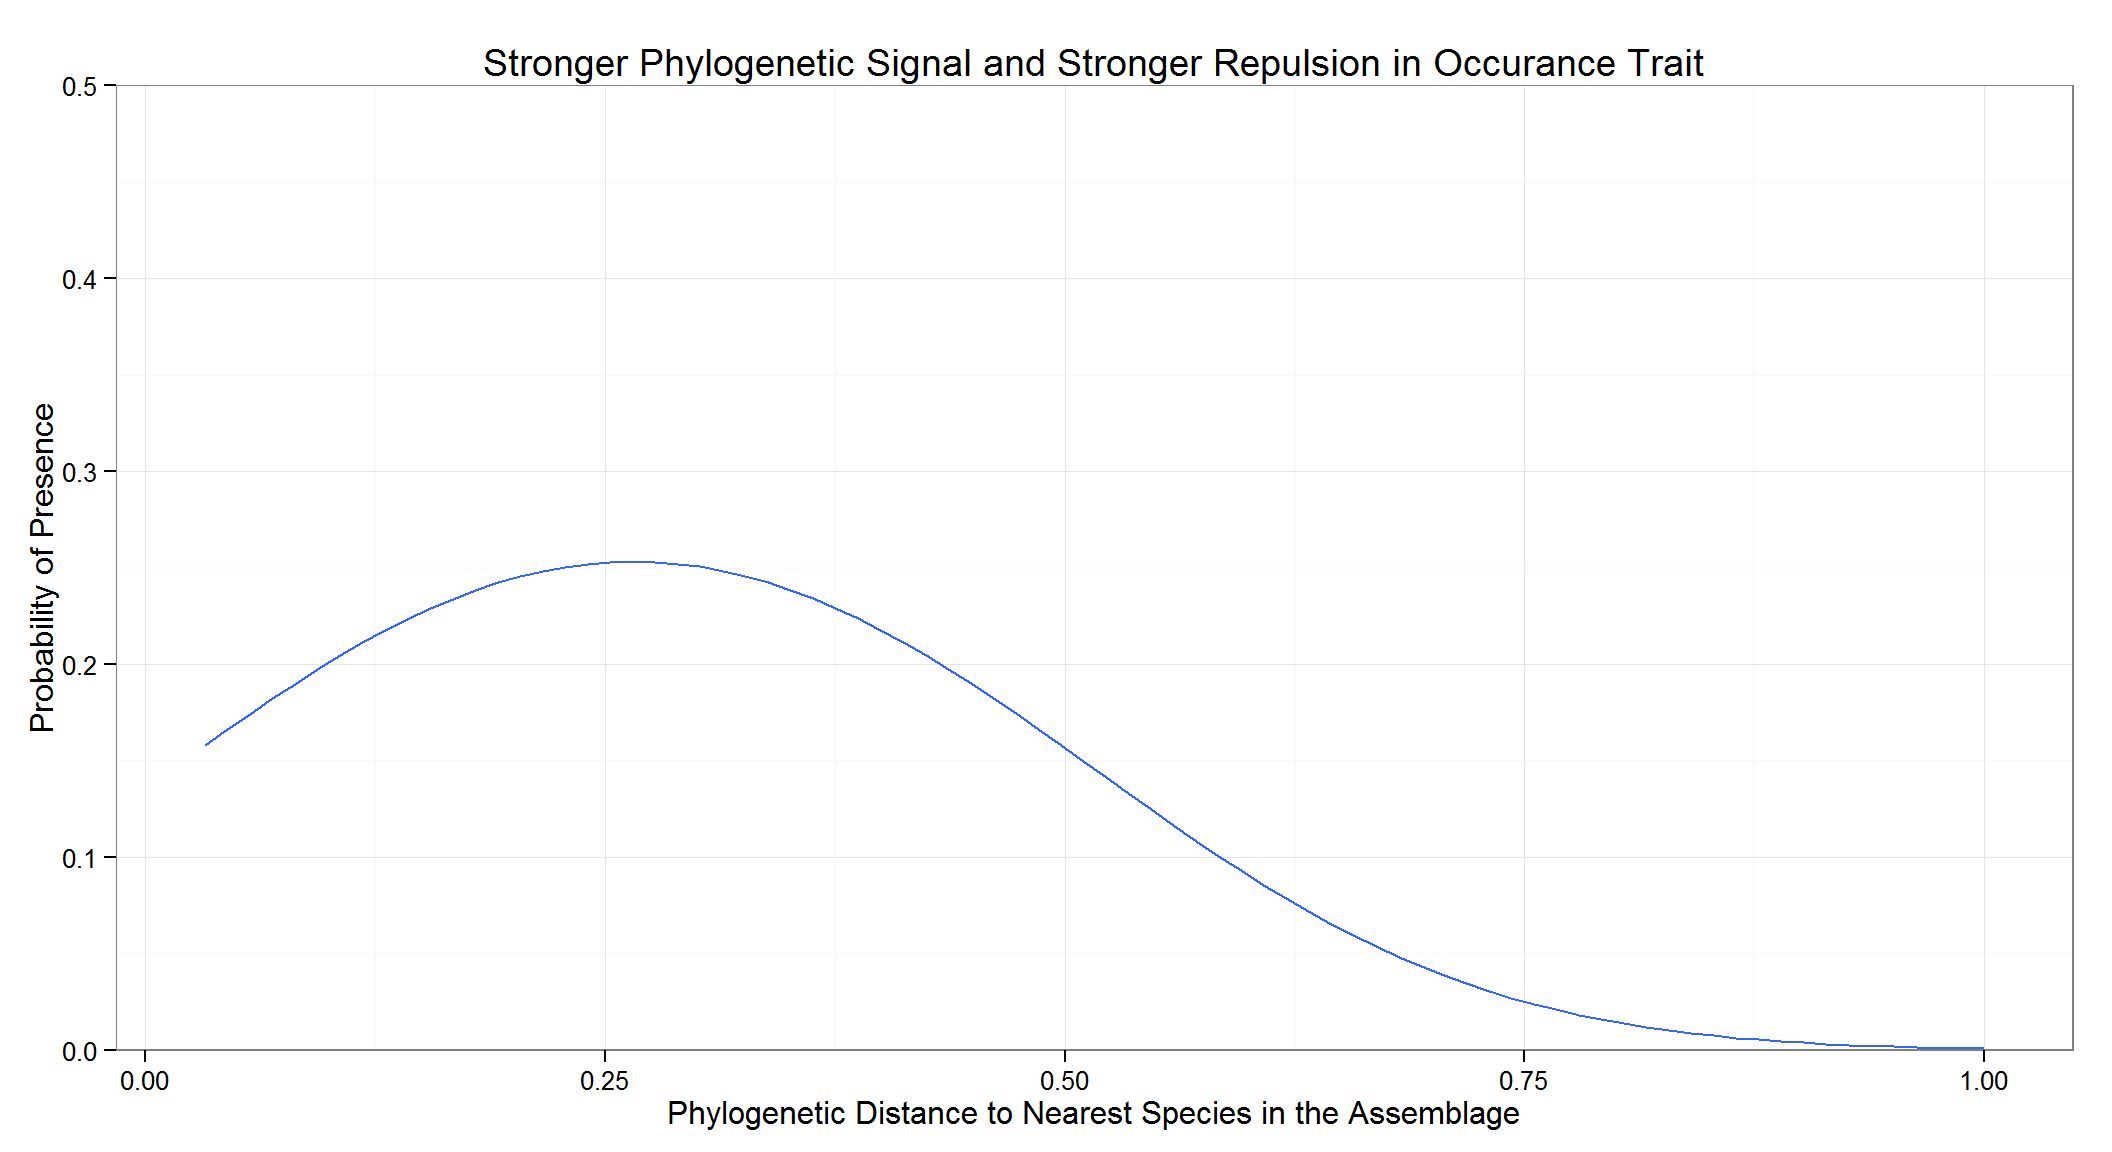 Stronger Phylogenetic Signal and Stronger Repulsion in Occurance Trait
Probability of Presence
0.5
0.4
0.3
0.2
0.1
0.0
0.00 0.25 0.50 0.75 1.00
Phylogenetic Distance to Nearest Species in the Assemblage